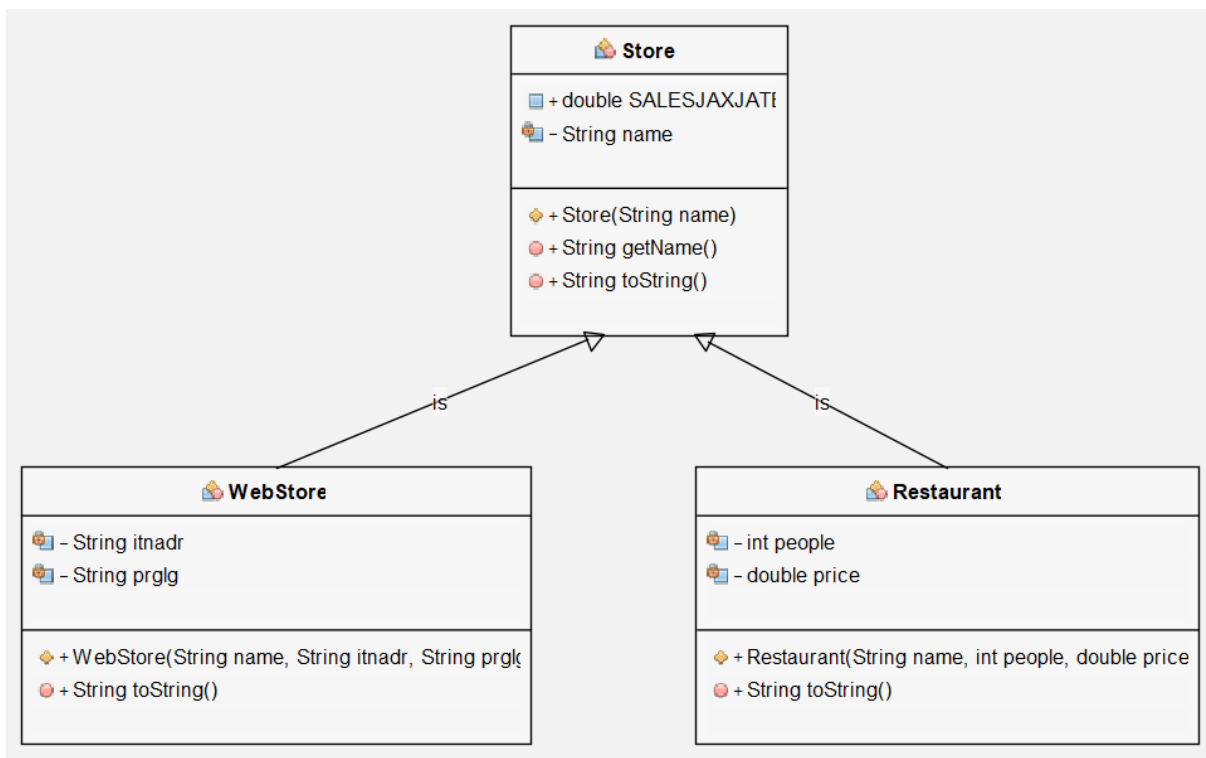 Store
+ double SALESJAXJATE
- String name
+ Store(String name)
+ String getName()
+ String toString()
is
is
WebStore
- String itnadr
- String prglg
+ WebStore(String name, String itnadr, String prglg
+ String toString()
Restaurant
- int people
- double price
+ Restaurant(String name, int people, double price
+ String toString()